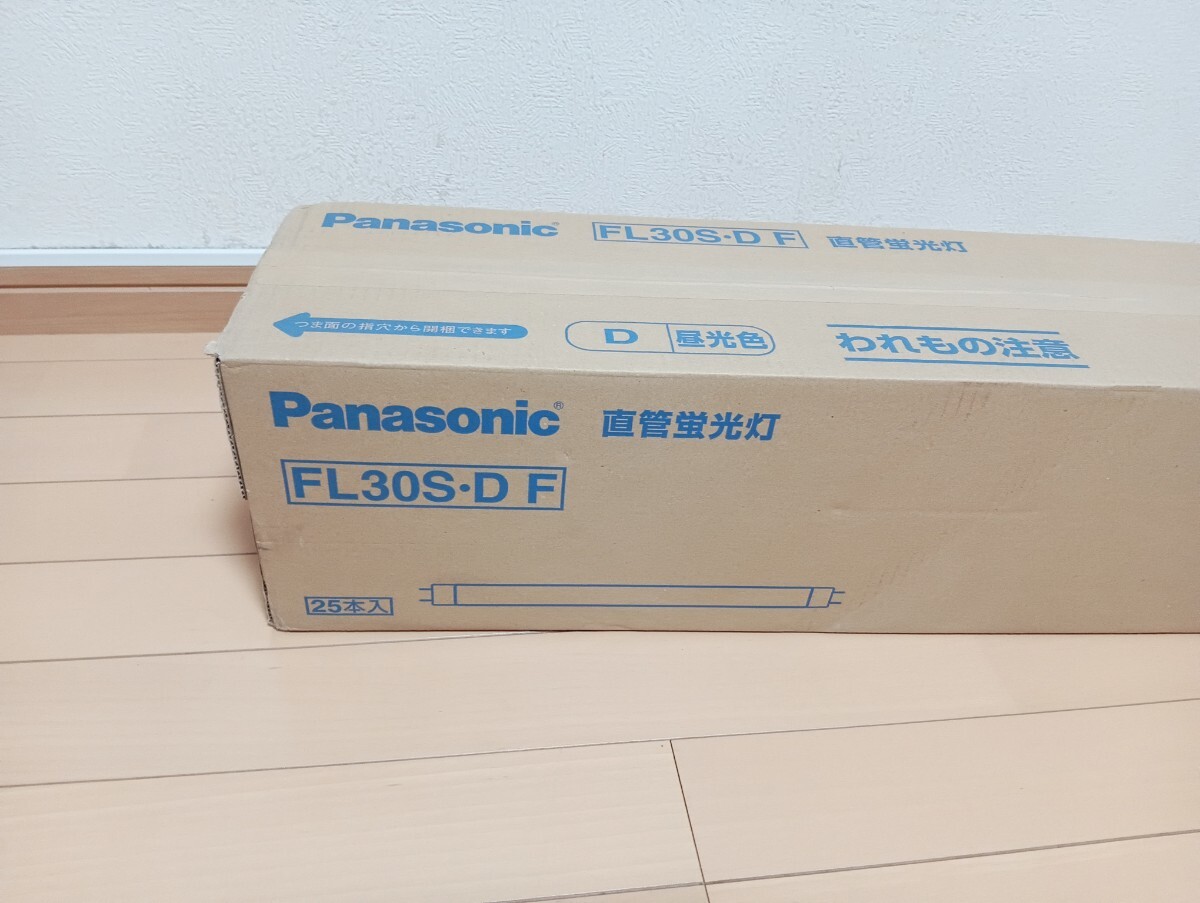 Panasonic® FL30S・D F 直管蛍光灯
つま面の指穴から開梱できます D 昼光色 われもの注意
Panasonic® 直管蛍光灯
FL30S・D F
25本入